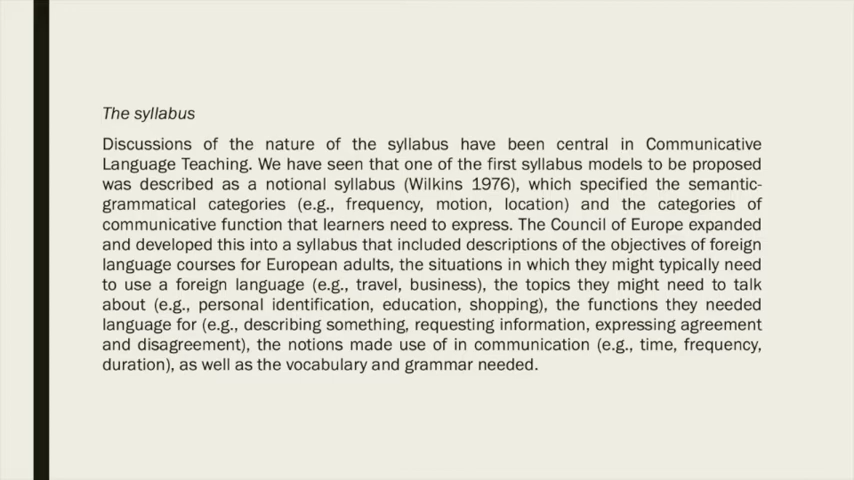 The syllabus
Discussions of the nature of the syllabus have been central in Communicative
Language Teaching. We have seen that one of the first syllabus models to be proposed
was described as a notional syllabus (Wilkins 1976), which specified the semantic-
grammatical categories (e.g., frequency, motion, location) and the categories of
communicative function that learners need to express. The Council of Europe expanded
and developed this into a syllabus that included descriptions of the objectives of foreign
language courses for European adults, the situations in which they might typically need
to use a foreign language (e.g., travel, business), the topics they might need to talk
about (e.g., personal identification, education, shopping), the functions they needed
language for (e.g., describing something, requesting information, expressing agreement
and disagreement), the notions made use of in communication (e.g., time, frequency,
duration), as well as the vocabulary and grammar needed.